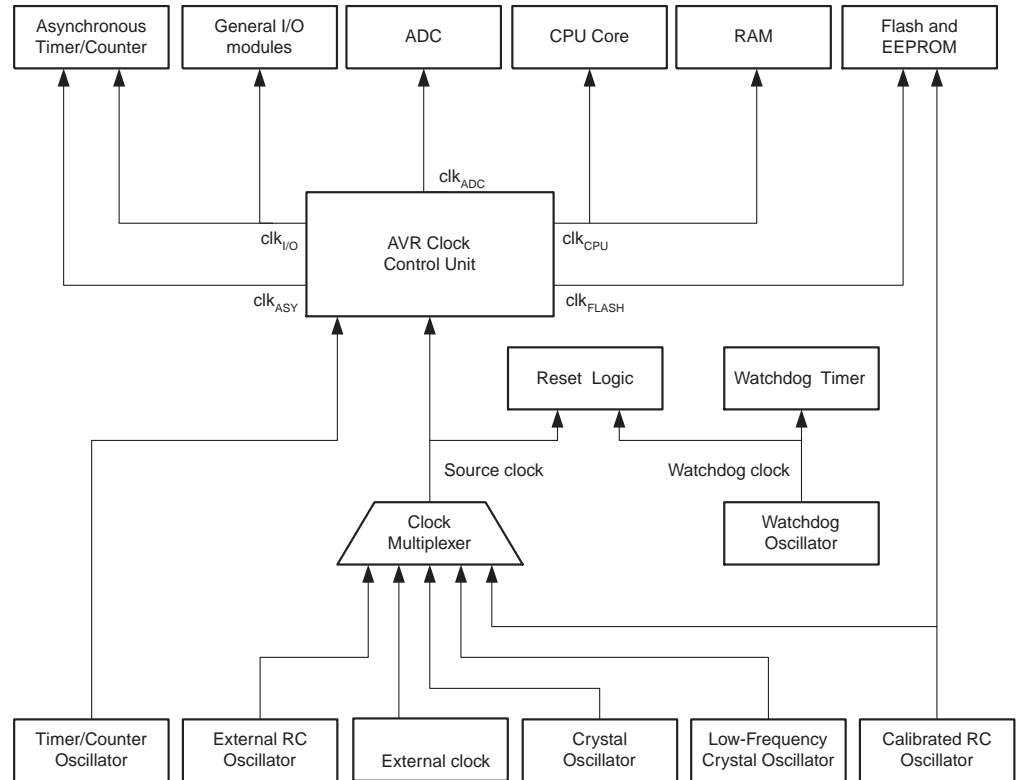 Asynchronous
Timer/Counter
General I/O
modules
ADC
CPU Core
RAM
Flash and
EEPROM
clkADC
clkI/O
AVR Clock
Control Unit
clkCPU
clkASY
clkFLASH
Reset Logic
Watchdog Timer
Source clock
Watchdog clock
Clock
Multiplexer
Watchdog
Oscillator
Timer/Counter
Oscillator
External RC
Oscillator
External clock
Crystal
Oscillator
Low-Frequency
Crystal Oscillator
Calibrated RC
Oscillator